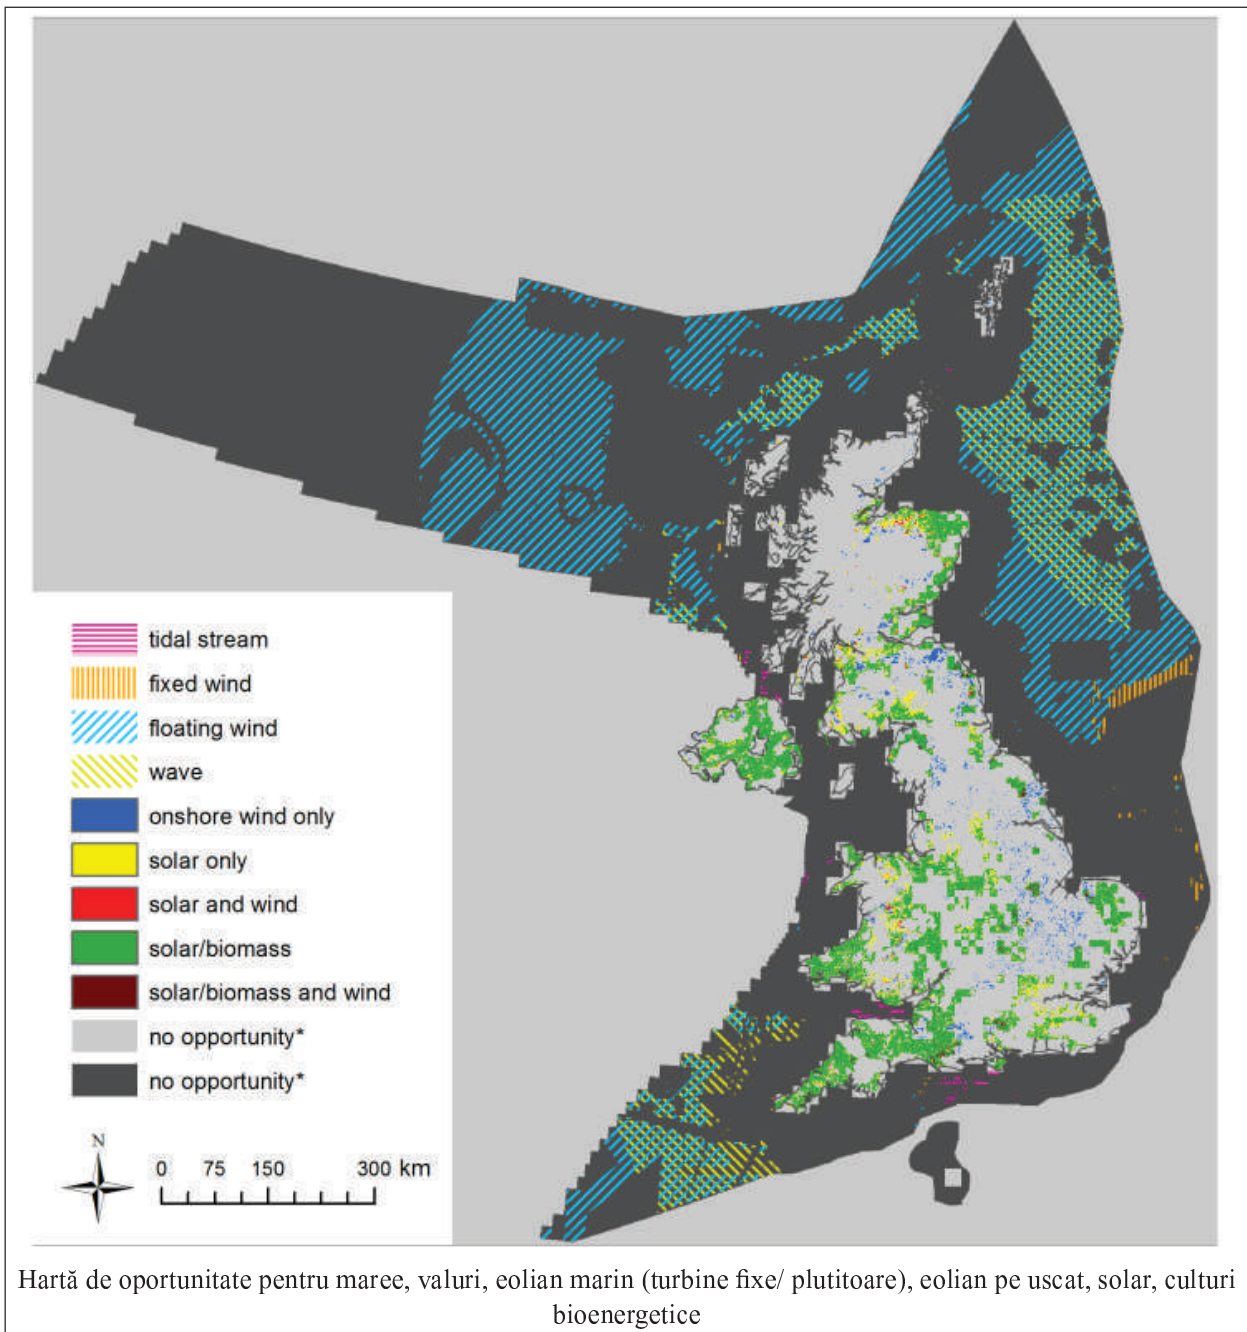 tidal stream
fixed wind
floating wind
wave
onshore wind only
solar only
solar and wind
solar/biomass
solar/biomass and wind
no opportunity*
no opportunity*
N
0 75 150 300 km
Hartă de oportunitate pentru maree, valuri, eolian marin (turbine fixe/ plutitoare), eolian pe uscat, solar, culturi
bioenergetice